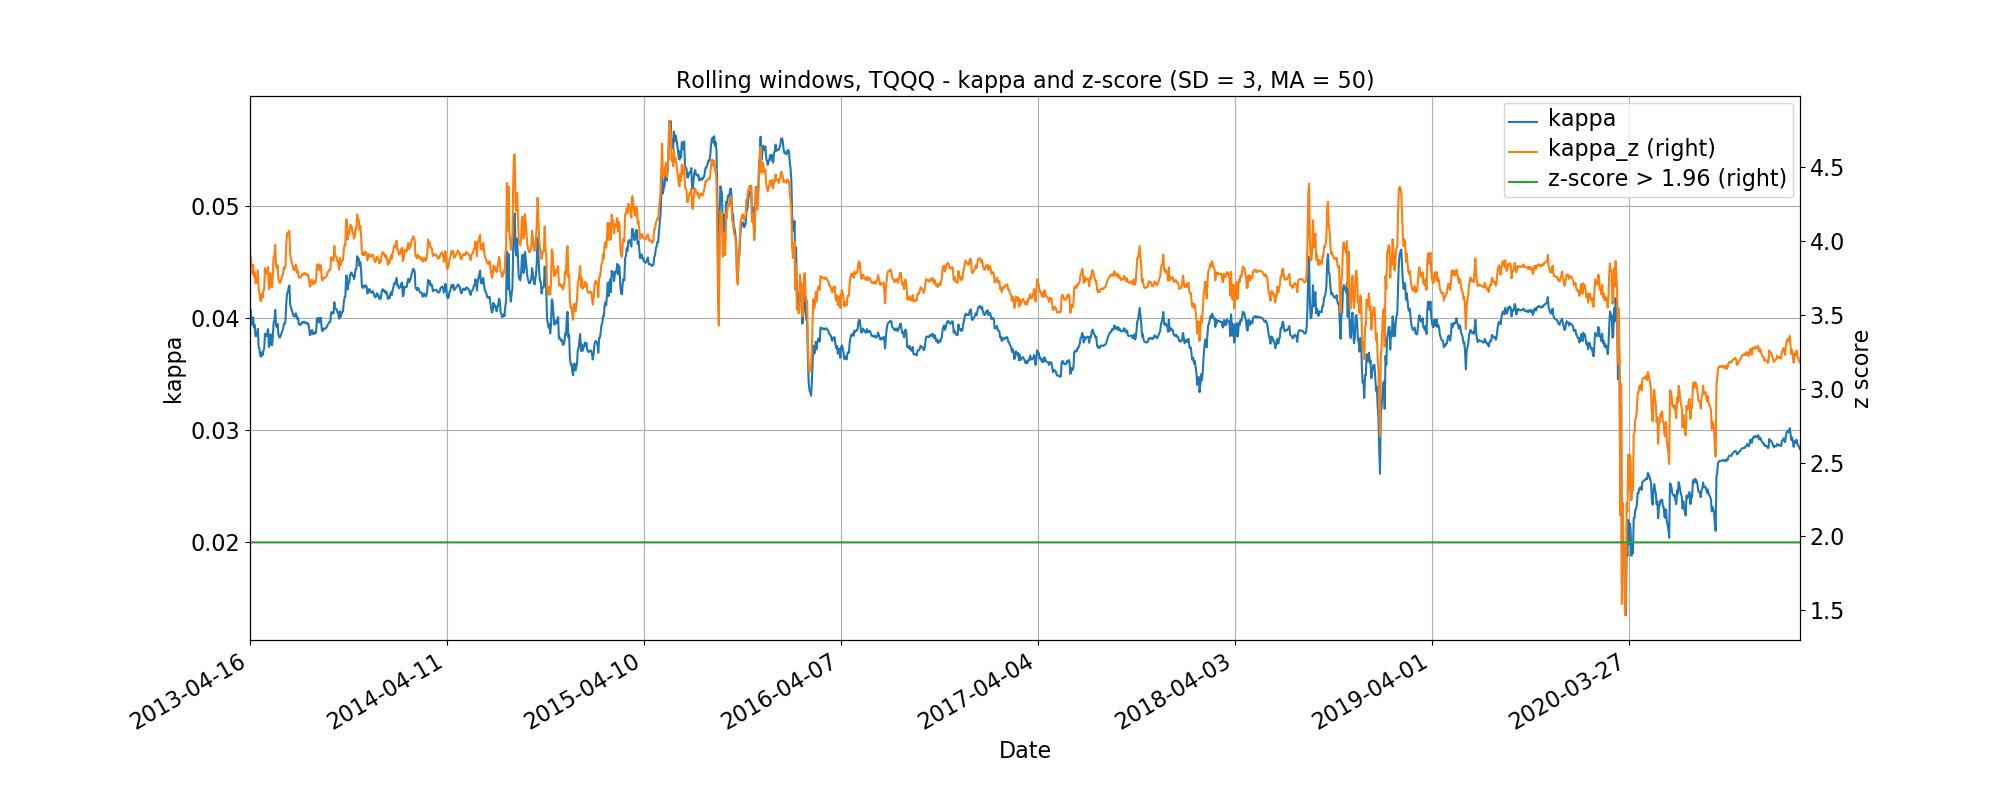 Rolling windows, TQQQ - kappa and z-score (SD = 3, MA = 50)
kappa
kappa_z (right)
z-score > 1.96 (right)
0.05
0.04
0.03
0.02
kappa
4.5
4.0
3.5
3.0
2.5
2.0
1.5
z score
2013-04-16
2014-04-11
2015-04-10
2016-04-07
2017-04-04
2018-04-03
2019-04-01
2020-03-27
Date